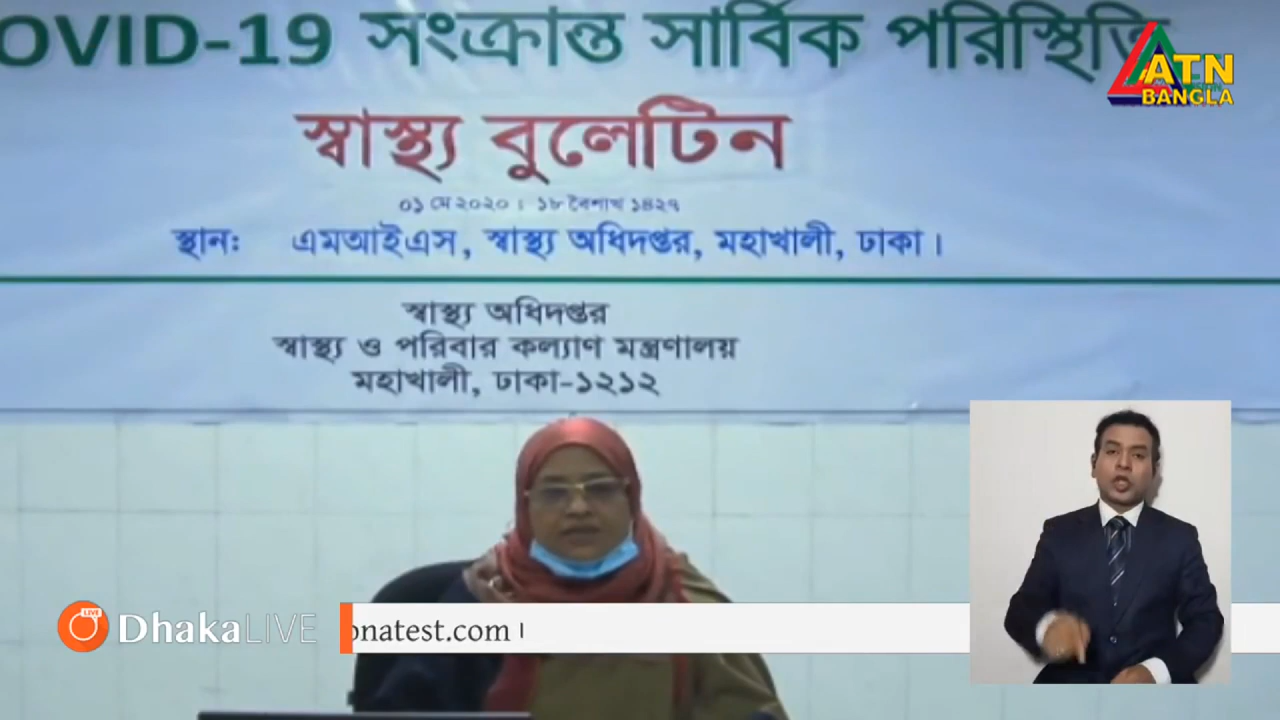 OVID-19 সংক্রান্ত সার্বিক পরিস্থিতি
ATN
BANGLA
স্বাস্থ্য বুলেটিন
০১ মে ২০২০ । ১৮ বৈশাখ ১৪২৭
স্থান: এমআইএস, স্বাস্থ্য অধিদপ্তর, মহাখালী, ঢাকা।
স্বাস্থ্য অধিদপ্তর
স্বাস্থ্য ও পরিবার কল্যাণ মন্ত্রণালয়
মহাখালী, ঢাকা-১২১২
LIVE
DhakaLIVE
onatest.com।